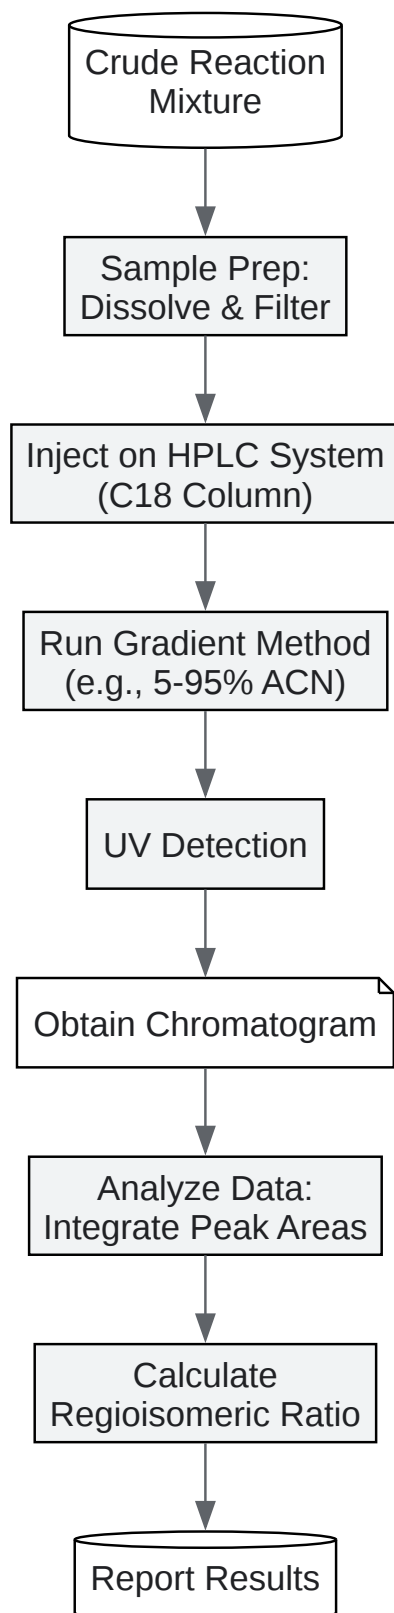 Crude Reaction
Mixture
Sample Prep:
Dissolve & Filter
Inject on HPLC System
(C18 Column)
Run Gradient Method
(e.g., 5-95% ACN)
UV Detection
Obtain Chromatogram
Analyze Data:
Integrate Peak Areas
Calculate
Regioisomeric Ratio
Report Results